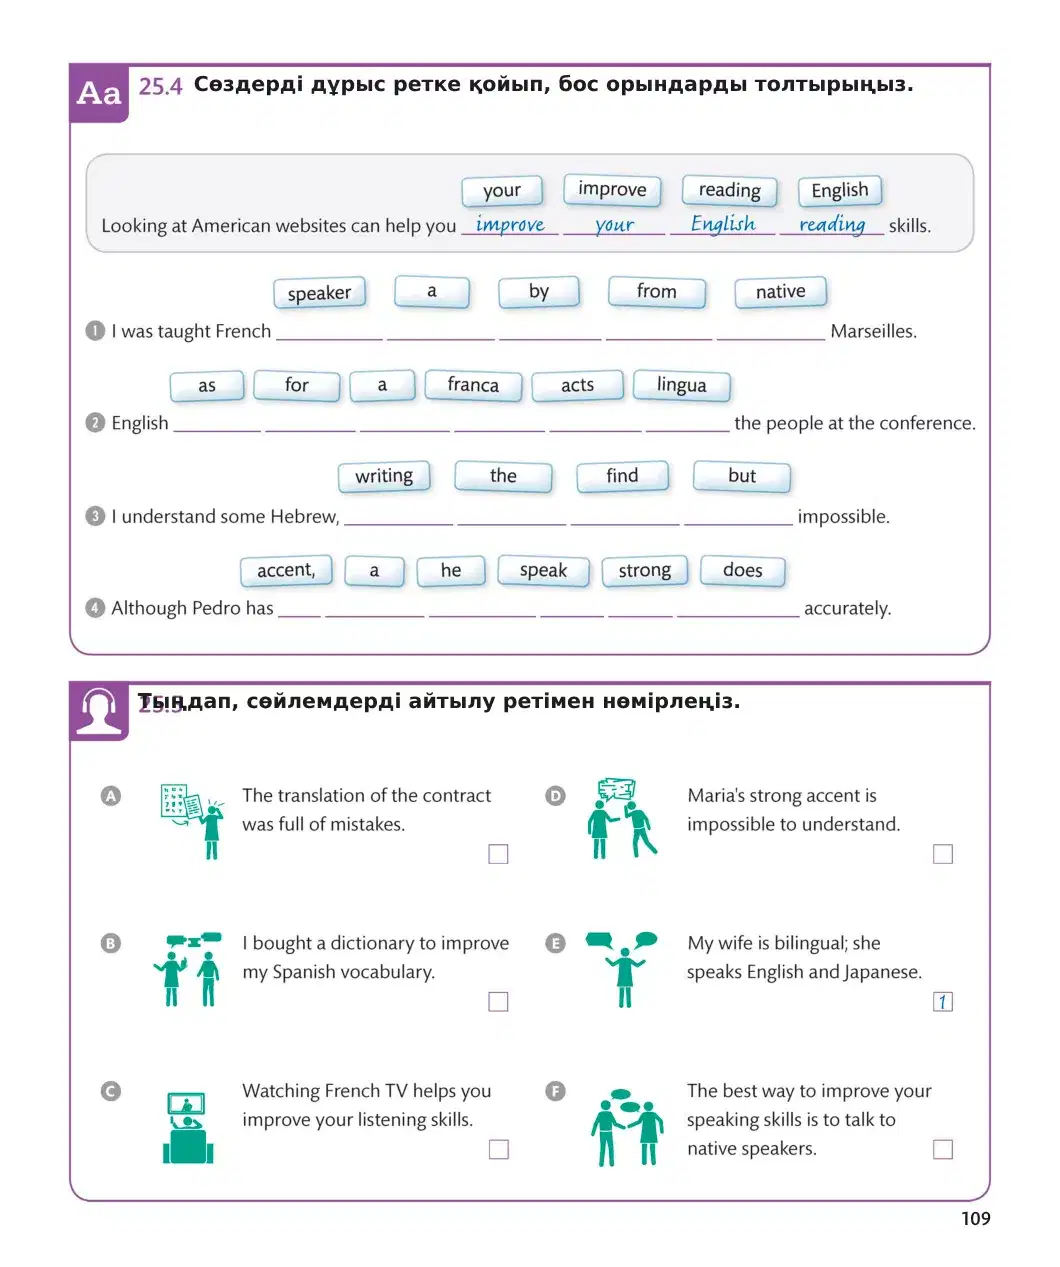 Aa 25.4 Сөздерді дұрыс ретке қойып, бос орындарды толтырыңыз.
your improve reading English
Looking at American websites can help you improve your English reading skills.
speaker a by from native
1 I was taught French Marseilles.
as for a franca acts lingua
2 English the people at the conference.
writing the find but
3 I understand some Hebrew, impossible.
accent, a he speak strong does
4 Although Pedro has accurately.
25.5 Тыңдап, сөйлемдерді айтылу ретімен нөмірлеңіз.
A The translation of the contract
was full of mistakes.
D Maria's strong accent is
impossible to understand.
B I bought a dictionary to improve
my Spanish vocabulary.
E My wife is bilingual; she
speaks English and Japanese.
1
C Watching French TV helps you
improve your listening skills.
F The best way to improve your
speaking skills is to talk to
native speakers.
109